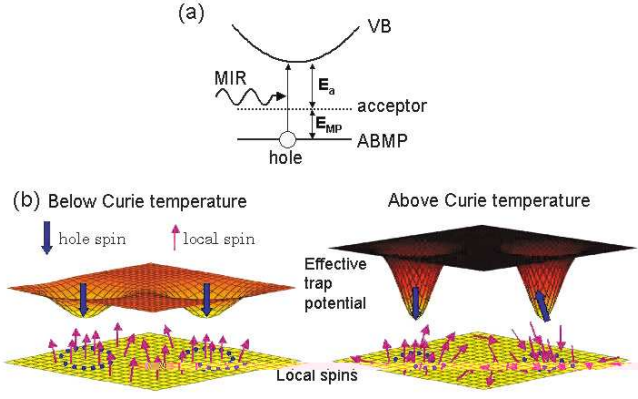 (a)
VB
MIR
Ea
acceptor
EMP
ABMP
hole
(b) Below Curie temperature
Above Curie temperature
hole spin
local spin
Effective
trap
potential
Local spins